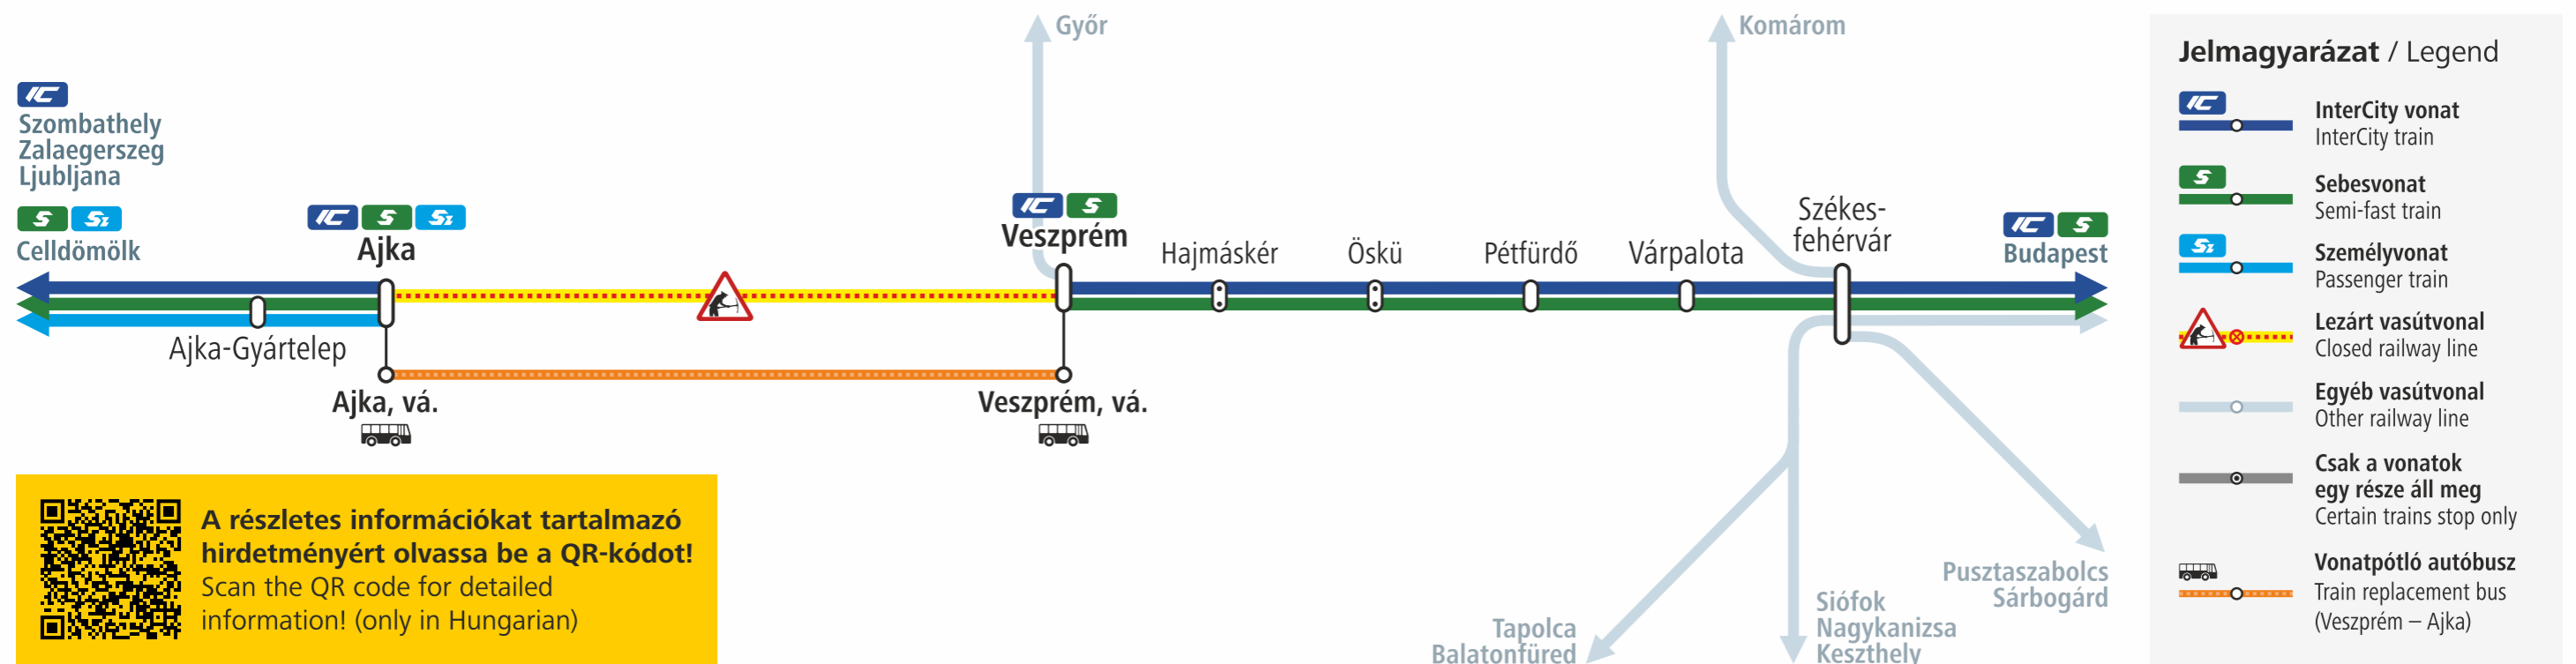 Győr
Komárom
IC
Szombathely
Zalaegerszeg
Ljubljana
S Sz
Celldömölk
IC S Sz
Ajka
IC S
Veszprém
Hajmáskér
Öskü
Pétfürdő
Várpalota
Székes-
fehérvár
IC S
Budapest
Ajka-Gyártelep
Ajka, vá.
Veszprém, vá.
Pusztaszabolcs
Sárbogárd
Siófok
Nagykanizsa
Keszthely
Tapolca
Balatonfüred
A részletes információkat tartalmazó
hirdetményért olvassa be a QR-kódot!
Scan the QR code for detailed
information! (only in Hungarian)
Jelmagyarázat / Legend
IC
InterCity vonat
InterCity train
S
Sebesvonat
Semi-fast train
Sz
Személyvonat
Passenger train
Lezárt vasútvonal
Closed railway line
Egyéb vasútvonal
Other railway line
Csak a vonatok
egy része áll meg
Certain trains stop only
Vonatpótló autóbusz
Train replacement bus
(Veszprém – Ajka)